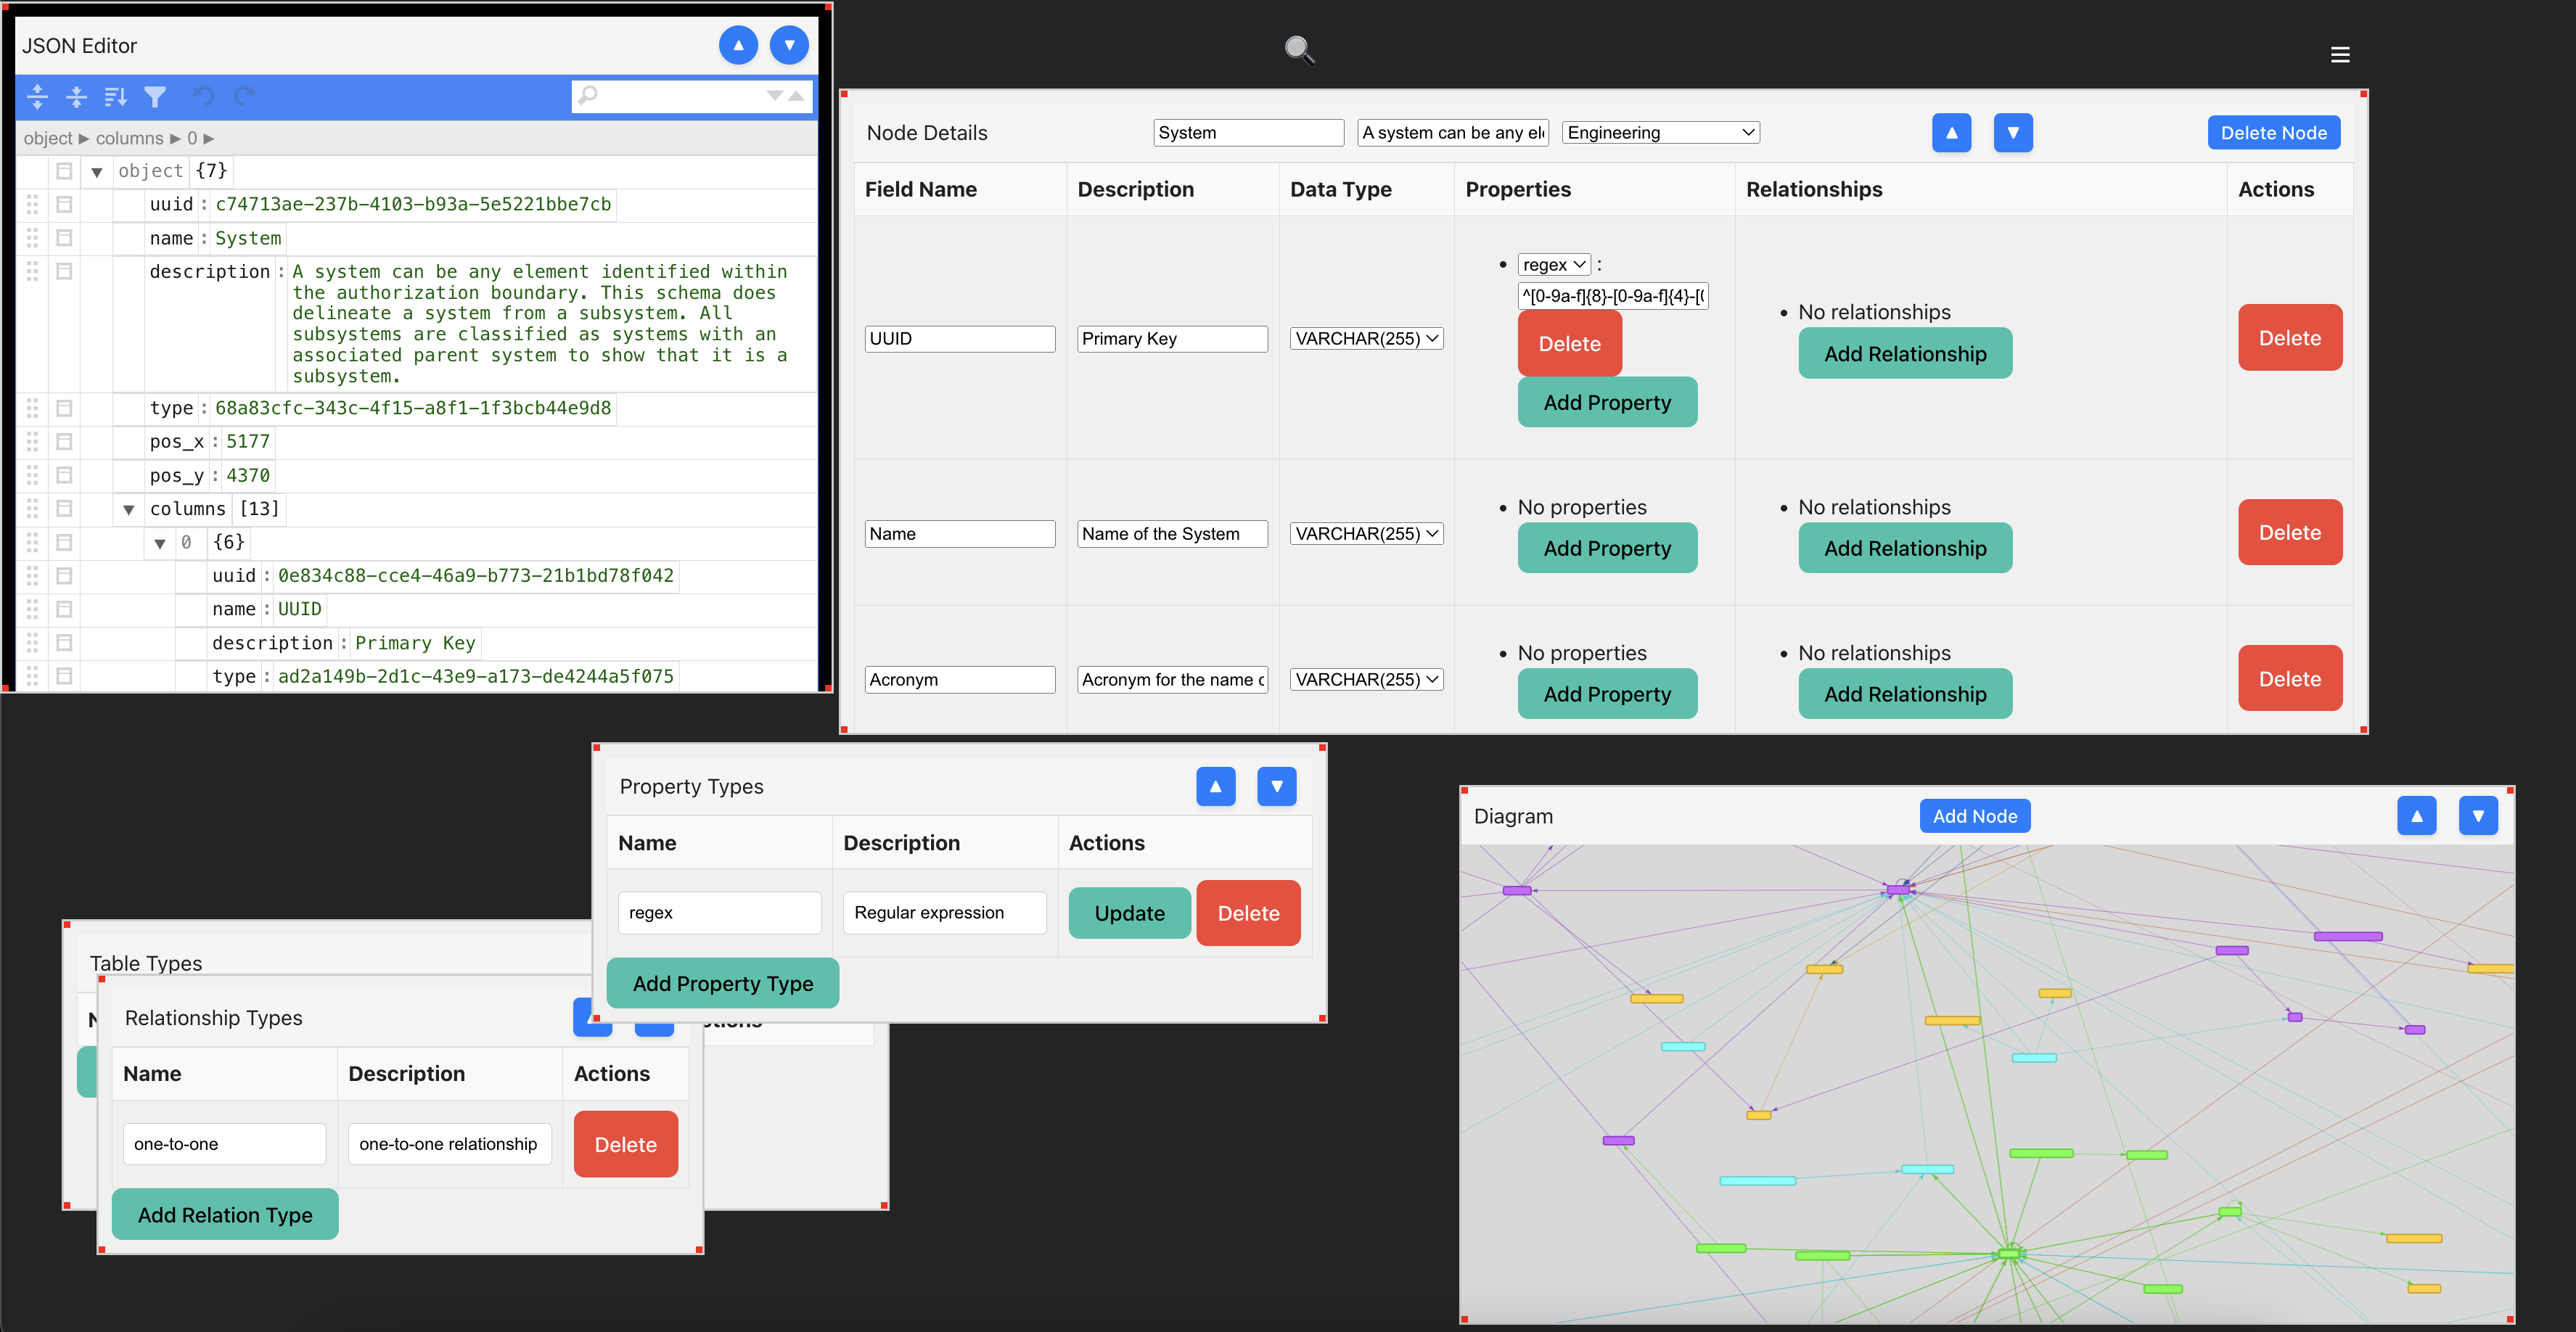 JSON Editor
object ► columns ► 0 ►
object {7}
uuid : c74713ae-237b-4103-b93a-5e5221bbe7cb
name : System
description : A system can be any element identified within
the authorization boundary. This schema does
delineate a system from a subsystem. All
subsystems are classified as systems with an
associated parent system to show that it is a
subsystem.
type : 68a83cfc-343c-4f15-a8f1-1f3bcb44e9d8
pos_x : 5177
pos_y : 4370
columns [13]
0 {6}
uuid : 0e834c88-cce4-46a9-b773-21b1bd78f042
name : UUID
description : Primary Key
type : ad2a149b-2d1c-43e9-a173-de4244a5f075
Node Details System A system can be any Engineering Delete Node
Field Name Description Data Type Properties Relationships Actions
• regex :
^[0-9a-f]{8}-[0-9a-f]{4}-[
UUID Primary Key VARCHAR(255) Delete • No relationships Delete
Add Property Add Relationship
• No properties • No relationships
Name Name of the System VARCHAR(255) Add Property Add Relationship Delete
• No properties • No relationships
Acronym Acronym for the name VARCHAR(255) Add Property Add Relationship Delete
Property Types
Name Description Actions
regex Regular expression Update Delete
Add Property Type
Table Types
Relationship Types
Name Description Actions
one-to-one one-to-one relationship Delete
Add Relation Type
Diagram Add Node